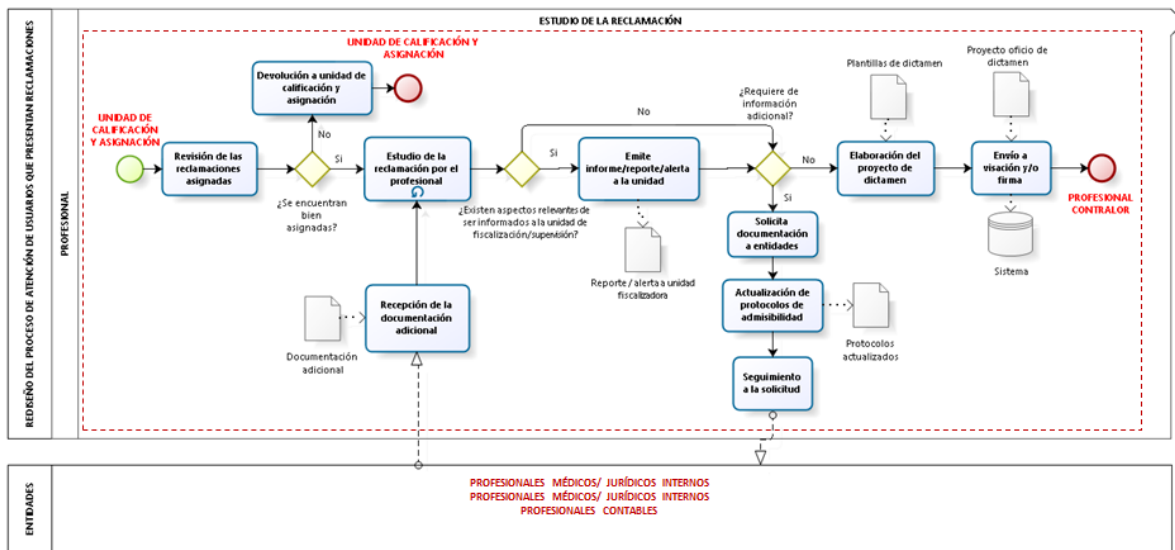 ESTUDIO DE LA RECLAMACIÓN
REDISEÑO DEL PROCESO DE ATENCIÓN DE USUARIOS QUE PRESENTAN RECLAMACIONES
PROFESIONAL
UNIDAD DE
CALIFICACIÓN
Y ASIGNACIÓN
Revisión de las
reclamaciones
asignadas
¿Se encuentran
bien
asignadas?
No
Si
Devolución a unidad de
calificación y
asignación
UNIDAD DE CALIFICACIÓN Y
ASIGNACIÓN
Estudio de la
reclamación por el
profesional
¿Existen aspectos relevantes de
ser informados a la unidad de
fiscalización/supervisión?
No
Si
Emite
informe/reporte/alerta
a la unidad
Reporte / alerta a unidad
fiscalizadora
¿Requiere de
información
adicional?
No
Si
Plantillas de dictamen
Elaboración del
proyecto de
dictamen
Proyecto oficio de
dictamen
Envío a
visación y/o
firma
Sistema
PROFESIONAL
CONTRALOR
Solicita
documentación
a entidades
Actualización de
protocolos de
admisibilidad
Protocolos
actualizados
Seguimiento
a la solicitud
Recepción de la
documentación
adicional
Documentación
adicional
ENTIDADES
PROFESIONALES MÉDICOS/ JURÍDICOS INTERNOS
PROFESIONALES MÉDICOS/ JURÍDICOS INTERNOS
PROFESIONALES CONTABLES